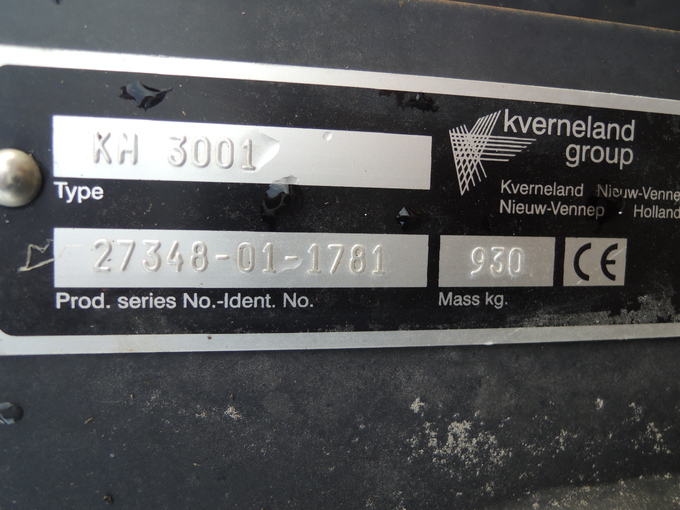 kverneland
group
KH 3001
Type
Kverneland Nieuw-Venne
Nieuw-Vennep Holland
27348-01-1781
930
CE
Prod. series No.-Ident. No.
Mass kg.